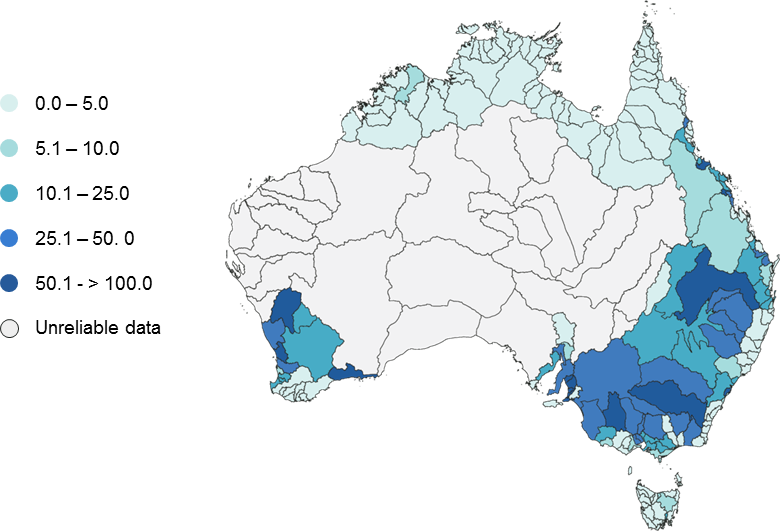 0.0 – 5.0
5.1 – 10.0
10.1 – 25.0
25.1 – 50. 0
50.1 - > 100.0
Unreliable data